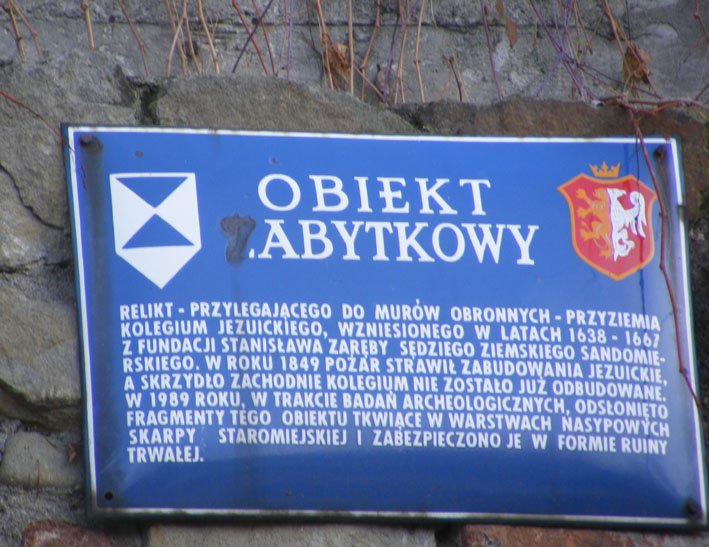 OBIEKT
ZABYTKOWY
RELIKT - PRZYLEGAJĄCEGO DO MURÓW OBRONNYCH - PRZYZIEMIA
KOLEGIUM JEZUICKIEGO, WZNIESIONEGO W LATACH 1638 - 1667
Z FUNDACJI STANISŁAWA ZARĘBY SĘDZIEGO ZIEMSKIEGO SANDOMIE-
RSKIEGO. W ROKU 1849 POŻAR STRAWIŁ ZABUDOWANIA JEZUICKIE,
A SKRZYDŁO ZACHODNIE KOLEGIUM NIE ZOSTAŁO JUŻ ODBUDOWANE.
W 1989 ROKU, W TRAKCIE BADAŃ ARCHEOLOGICZNYCH, ODSŁONIĘTO
FRAGMENTY TEGO OBIEKTU TKWIĄCE W WARSTWACH NASYPOWYCH
SKARPY STAROMIEJSKIEJ I ZABEZPIECZONO JE W FORMIE RUINY
TRWAŁEJ.